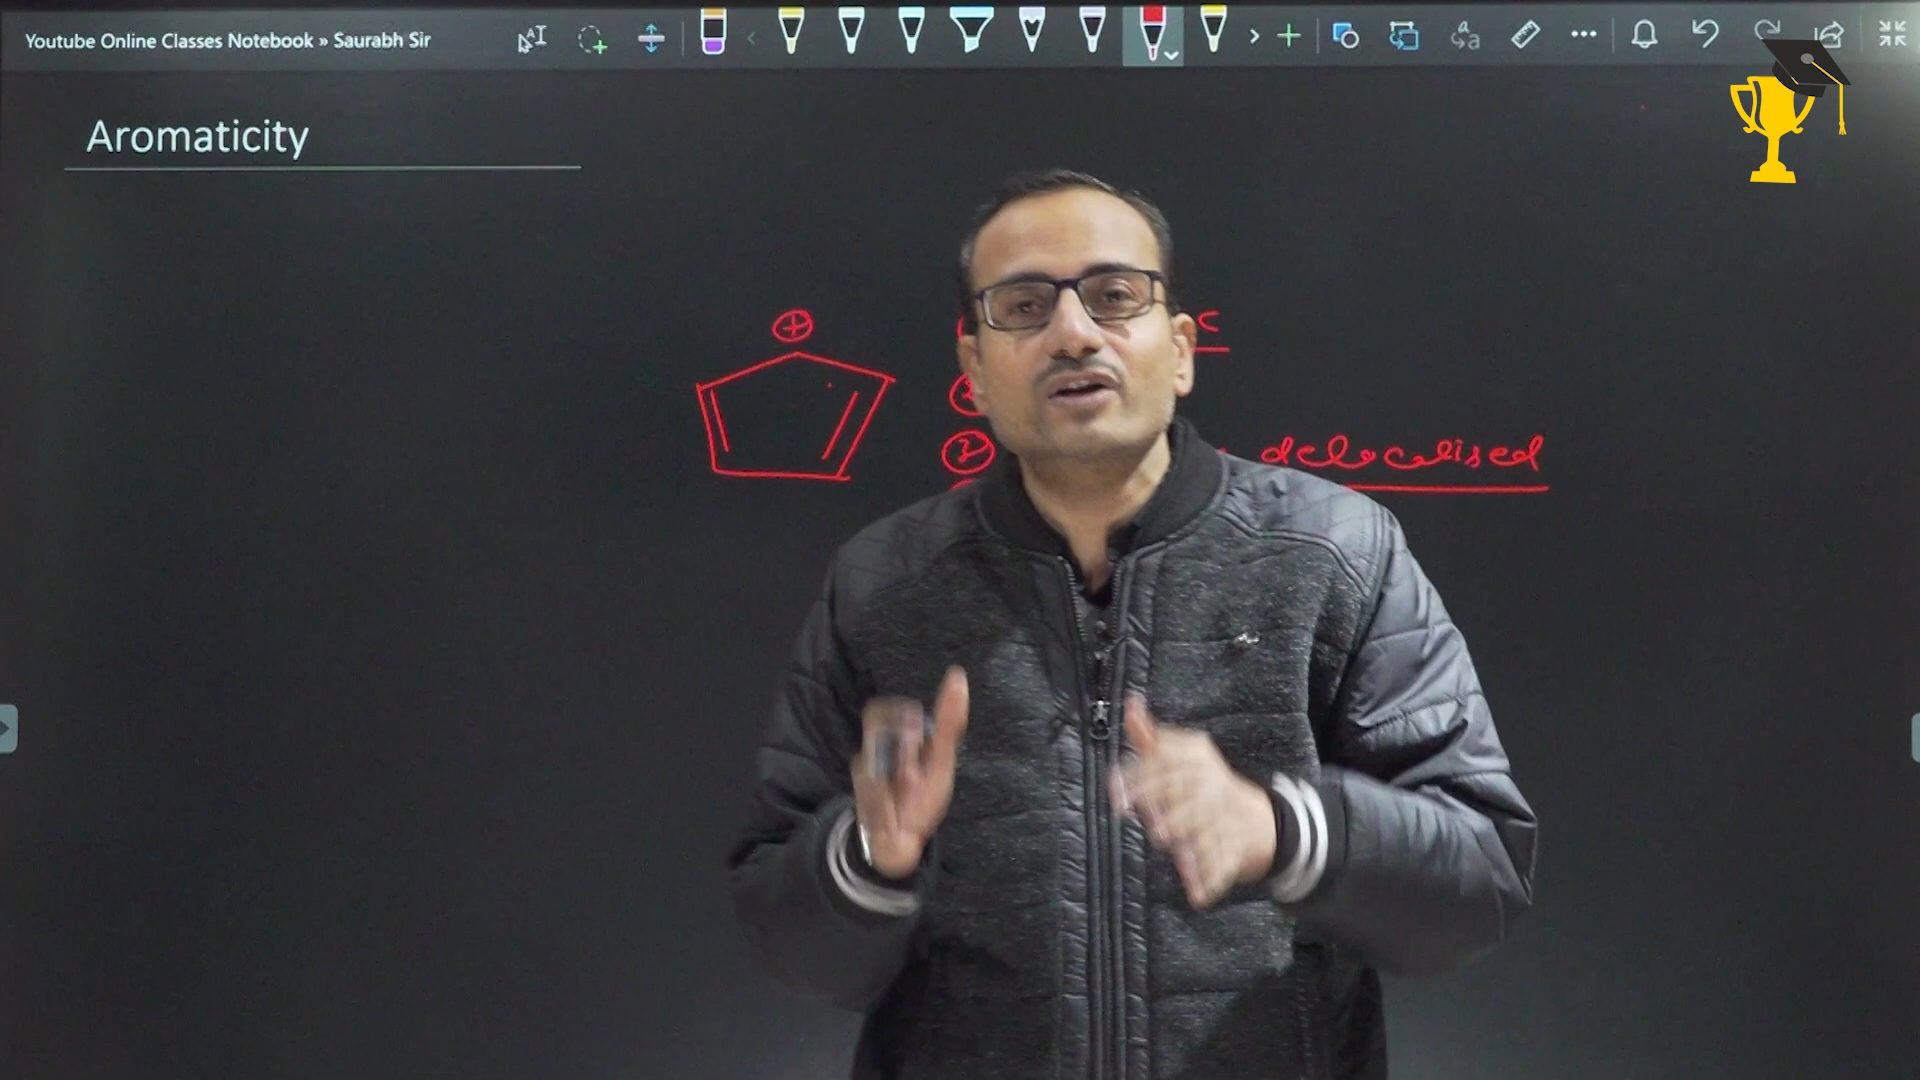 Youtube Online Classes Notebook » Saurabh Sir
Aromaticity
+
c
delocalised